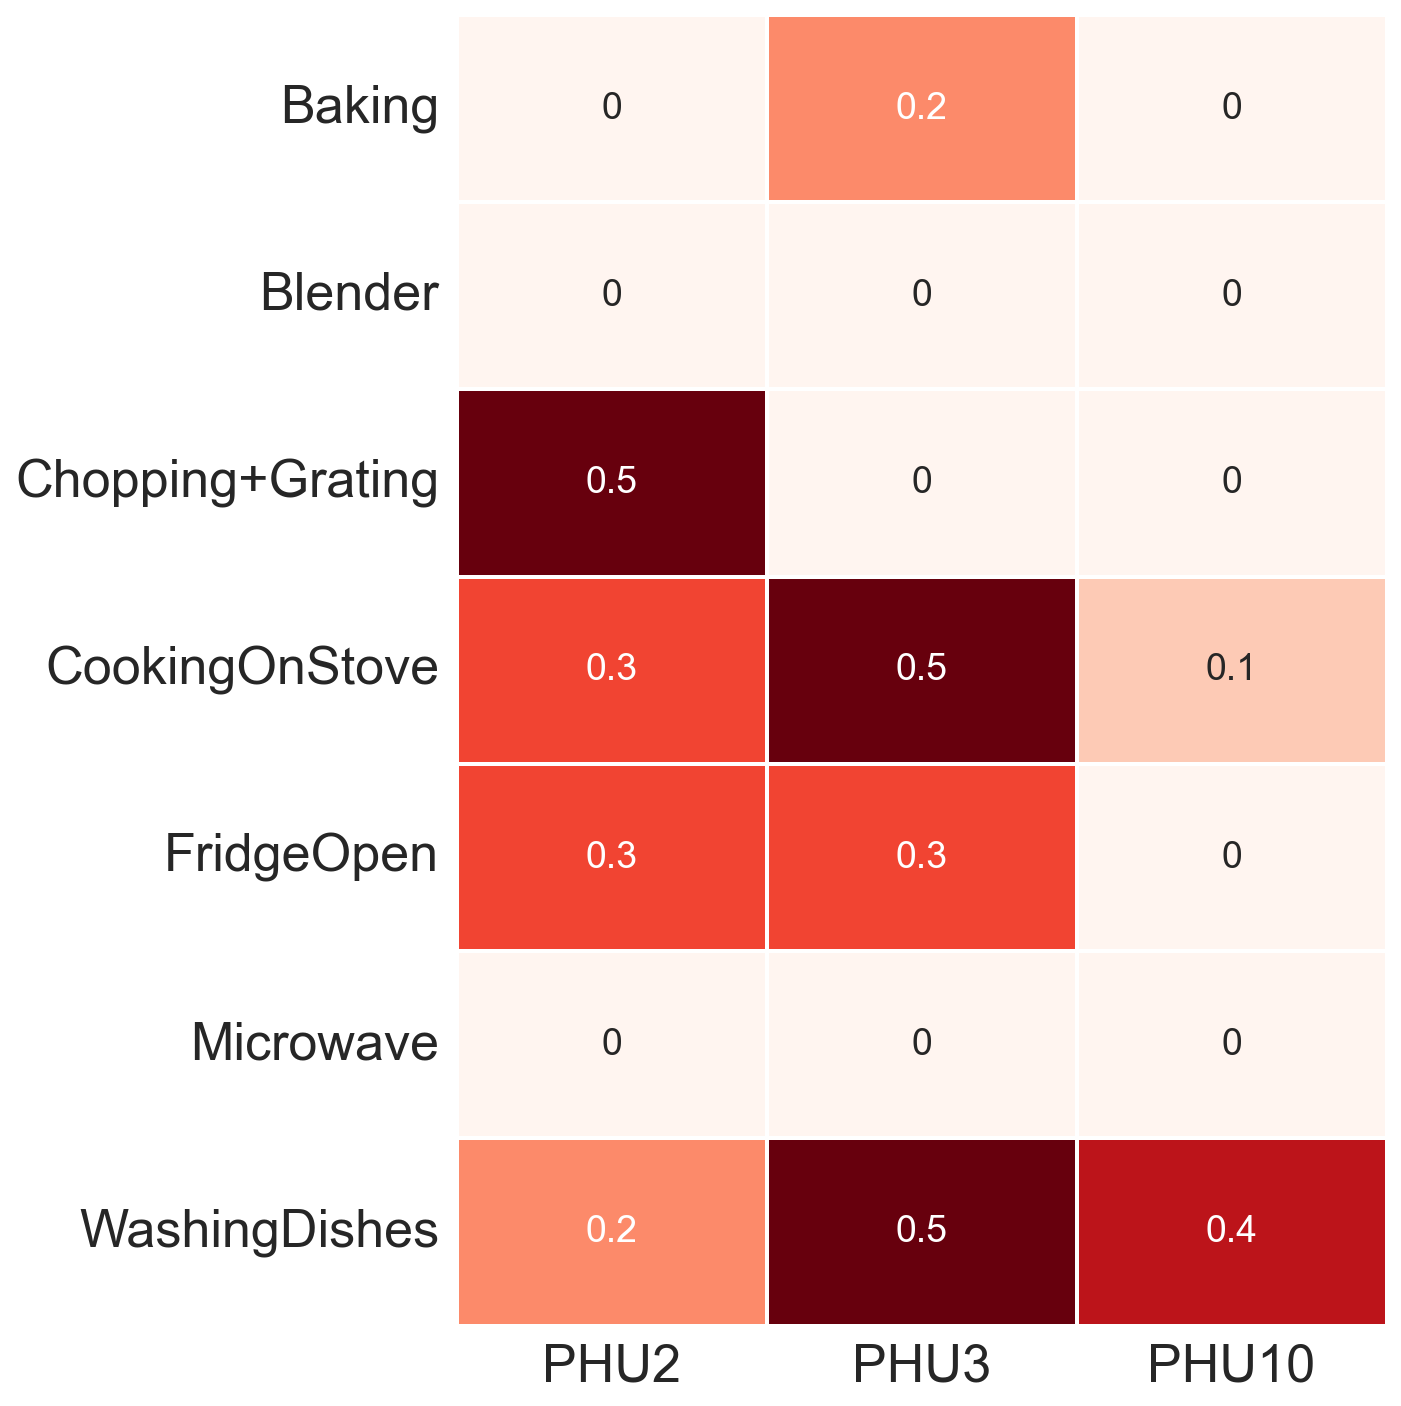 Baking 0 0.2 0
Blender 0 0 0
Chopping+Grating 0.5 0 0
CookingOnStove 0.3 0.5 0.1
FridgeOpen 0.3 0.3 0
Microwave 0 0 0
WashingDishes 0.2 0.5 0.4
PHU2 PHU3 PHU10